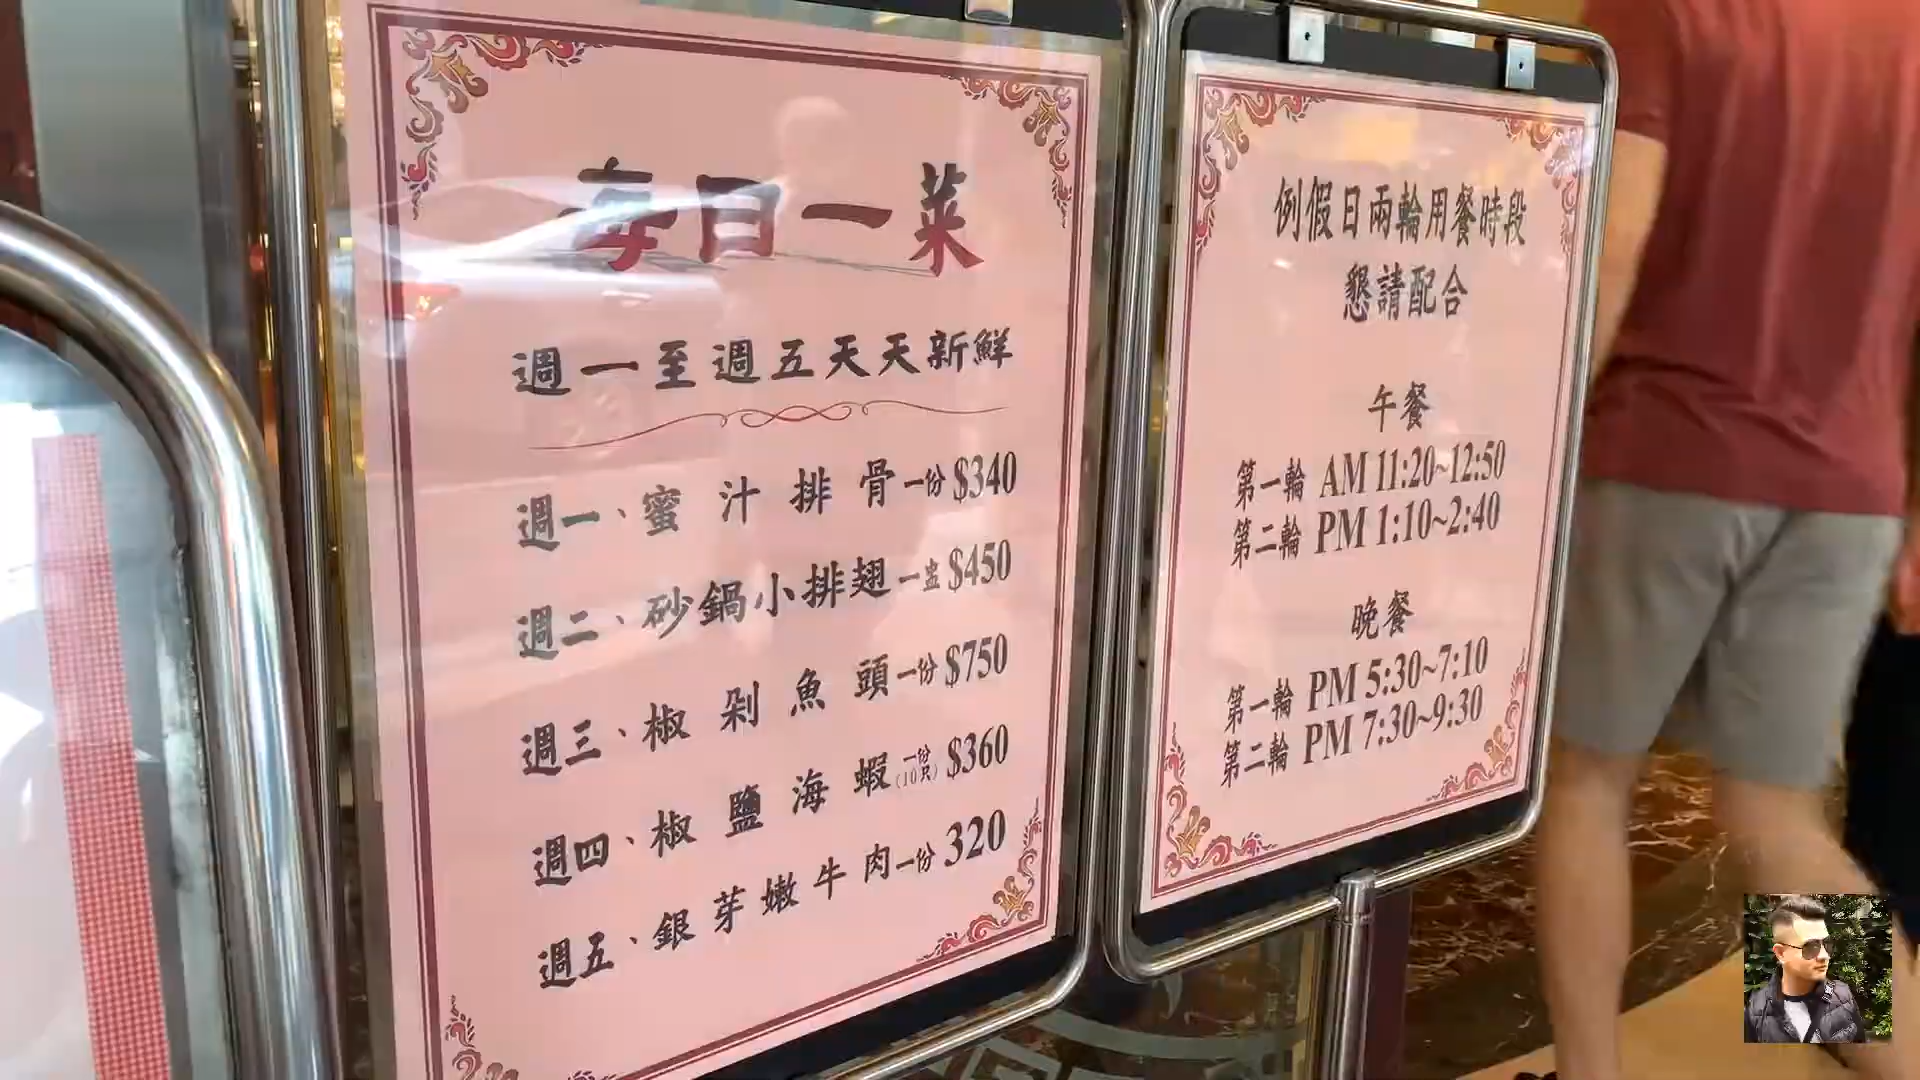 每日一菜
週一至週五天天新鮮
週一、蜜汁排骨一份$340
週二、砂鍋小排翅一盅$450
週三、椒剁魚頭一份$750
週四、椒鹽海蝦一份(10只)$360
週五、銀芽嫩牛肉一份320
例假日兩輪用餐時段
懇請配合
午餐
第一輪 AM 11:20~12:50
第二輪 PM 1:10~2:40
晚餐
第一輪 PM 5:30~7:10
第二輪 PM 7:30~9:30